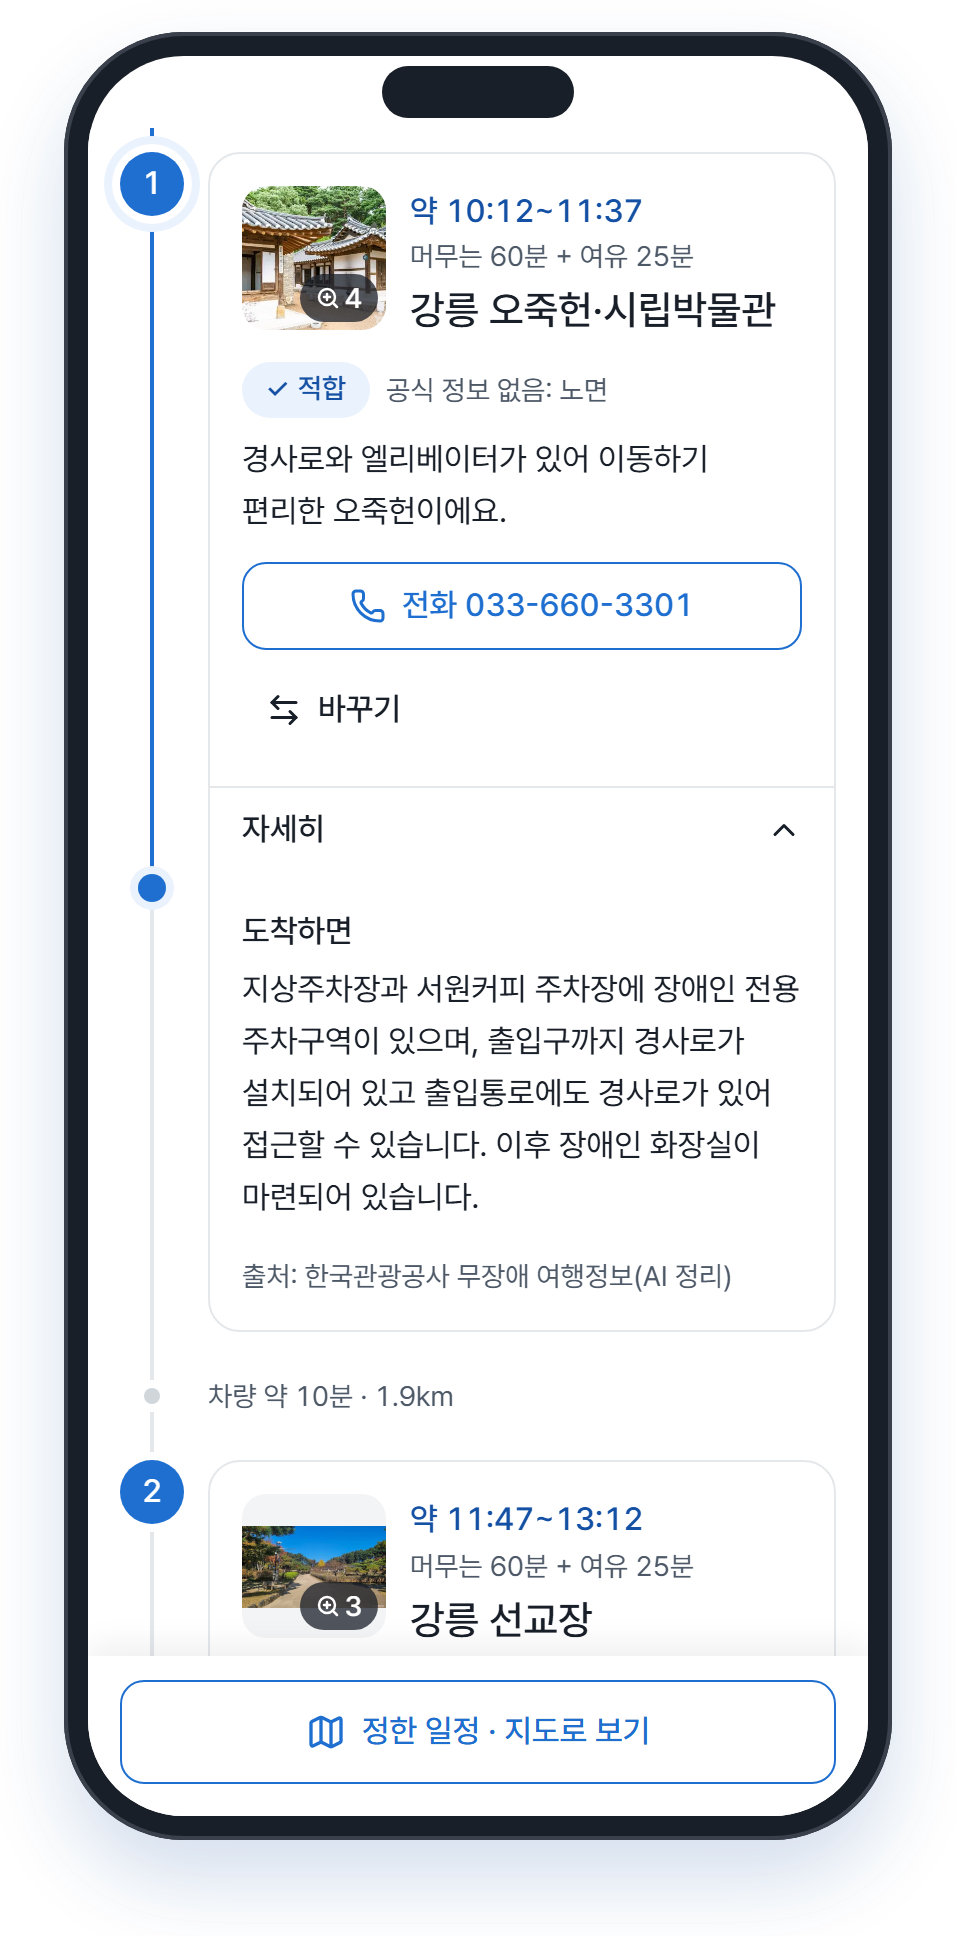 1
약 10:12~11:37
머무는 60분 + 여유 25분
강릉 오죽헌·시립박물관
4
적합
공식 정보 없음: 노면
경사로와 엘리베이터가 있어 이동하기
편리한 오죽헌이에요.
전화 033-660-3301
바꾸기
자세히
도착하면
지상주차장과 서원커피 주차장에 장애인 전용
주차구역이 있으며, 출입구까지 경사로가
설치되어 있고 출입통로에도 경사로가 있어
접근할 수 있습니다. 이후 장애인 화장실이
마련되어 있습니다.
출처: 한국관광공사 무장애 여행정보(AI 정리)
차량 약 10분 · 1.9km
2
약 11:47~13:12
머무는 60분 + 여유 25분
강릉 선교장
3
정한 일정 · 지도로 보기